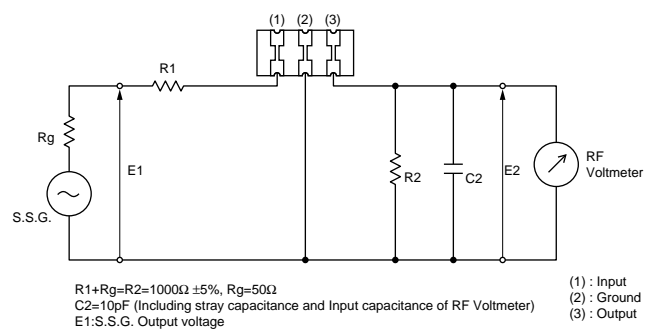 (1) (2) (3)
R1
Rg
E1
R2
C2
E2
RF
Voltmeter
S.S.G.
R1+Rg=R2=1000Ω ±5%, Rg=50Ω
C2=10pF (Including stray capacitance and Input capacitance of RF Voltmeter)
E1:S.S.G. Output voltage
(1) : Input
(2) : Ground
(3) : Output